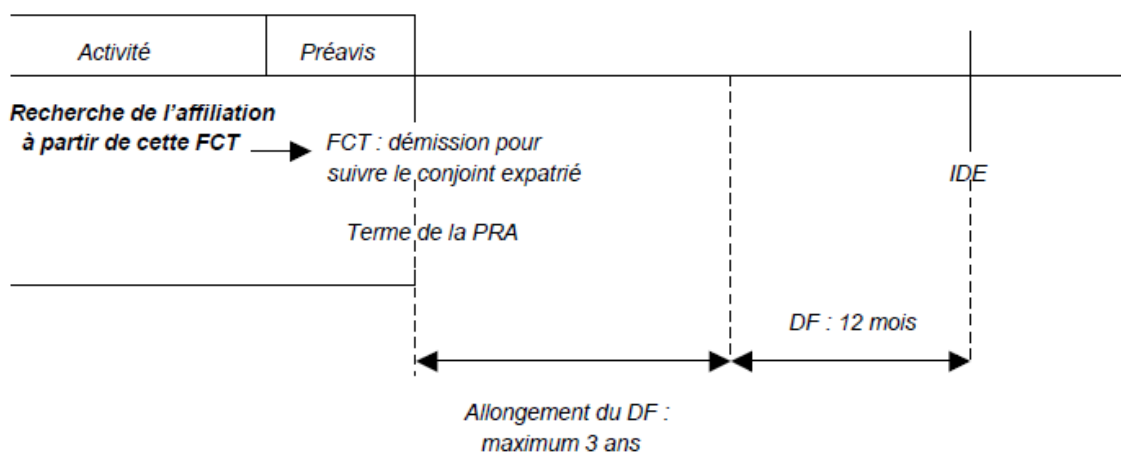 Activité
Préavis
Recherche de l'affiliation
à partir de cette FCT
FCT : démission pour
suivre le conjoint expatrié
IDE
Terme de la PRA
DF : 12 mois
Allongement du DF :
maximum 3 ans